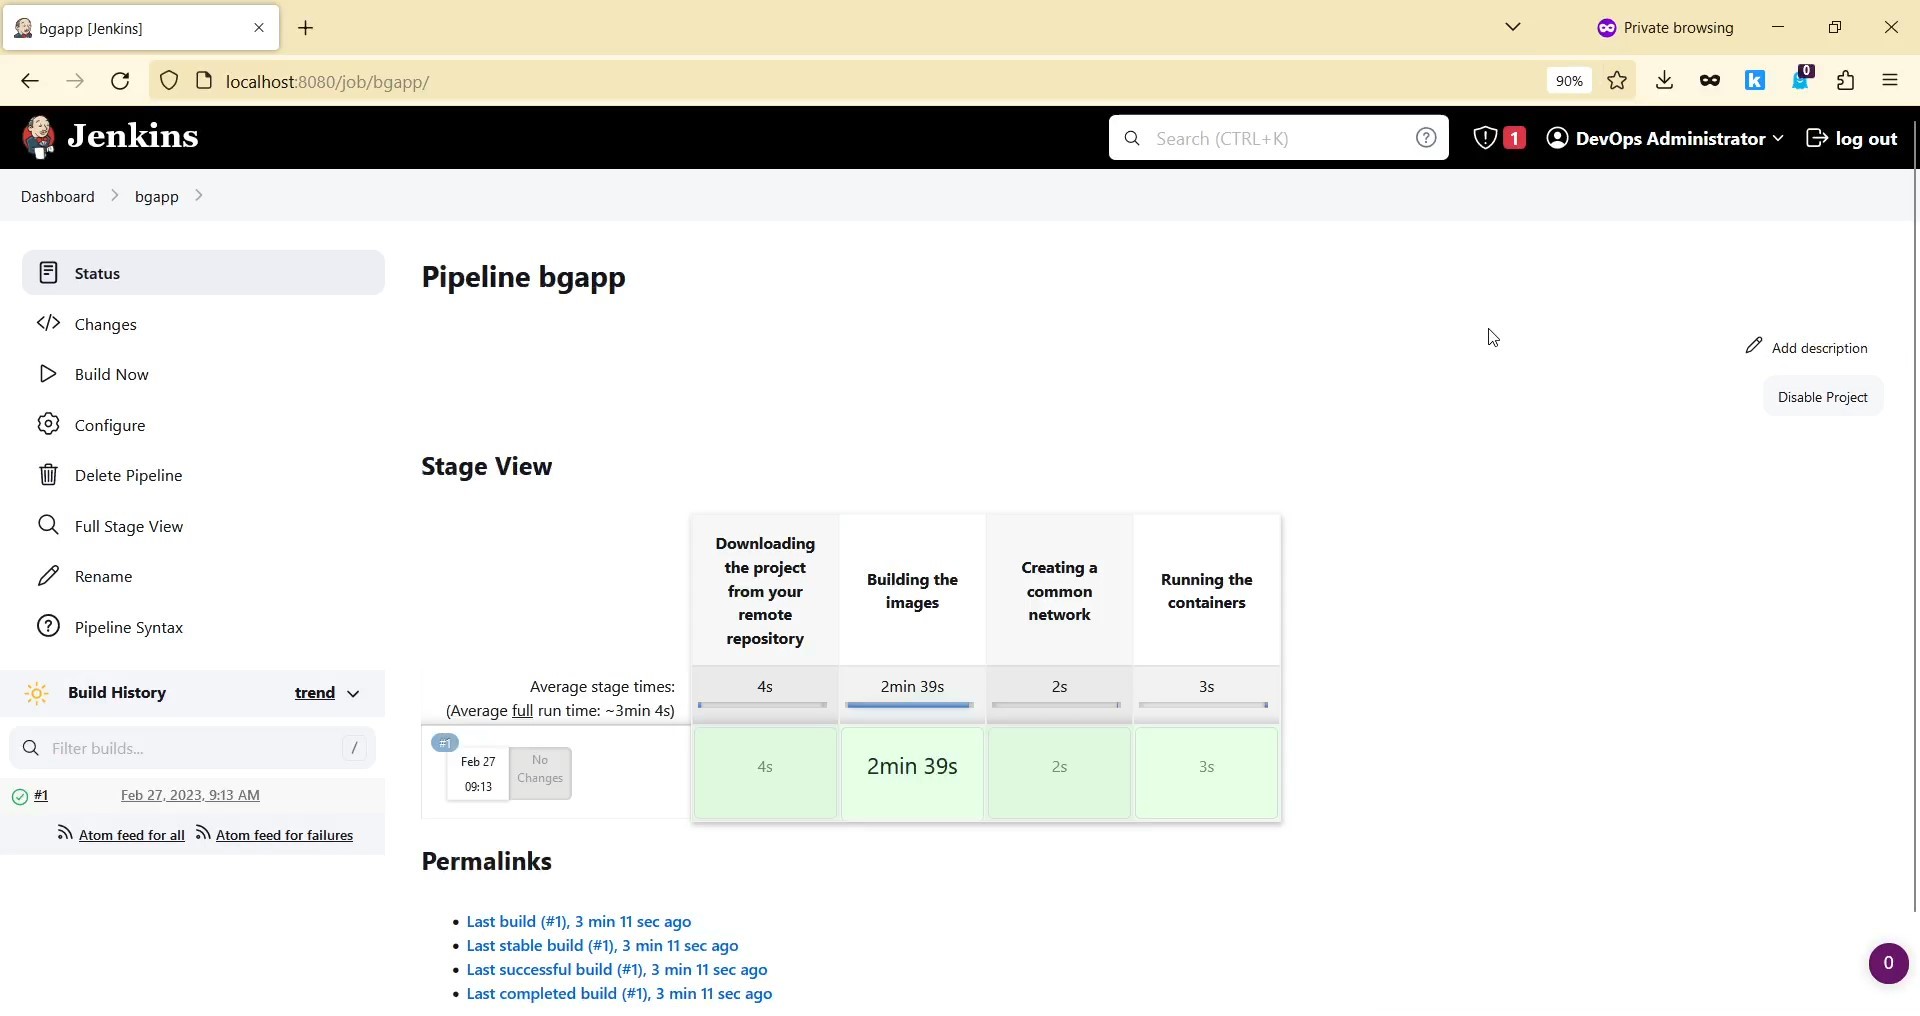 bgapp [Jenkins]
Private browsing
localhost:8080/job/bgapp/
90%
k
0
Jenkins
Search (CTRL+K)
1
DevOps Administrator
log out
Dashboard
bgapp
Status
Changes
Build Now
Configure
Delete Pipeline
Full Stage View
Rename
Pipeline Syntax
Build History
trend
Filter builds...
/
#1
Feb 27, 2023, 9:13 AM
Atom feed for all
Atom feed for failures
Pipeline bgapp
Add description
Disable Project
Stage View
Downloading
the project
from your
remote
repository
Building the
images
Creating a
common
network
Running the
containers
Average stage times:
(Average full run time: ~3min 4s)
4s
2min 39s
2s
3s
#1
Feb 27
09:13
No
Changes
4s
2min 39s
2s
3s
Permalinks
Last build (#1), 3 min 11 sec ago
Last stable build (#1), 3 min 11 sec ago
Last successful build (#1), 3 min 11 sec ago
Last completed build (#1), 3 min 11 sec ago
0